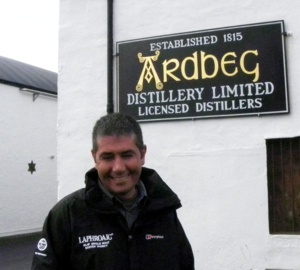 ESTABLISHED 1815
ARDBEG
DISTILLERY LIMITED
LICENSED DISTILLERS
LAPHROAIG